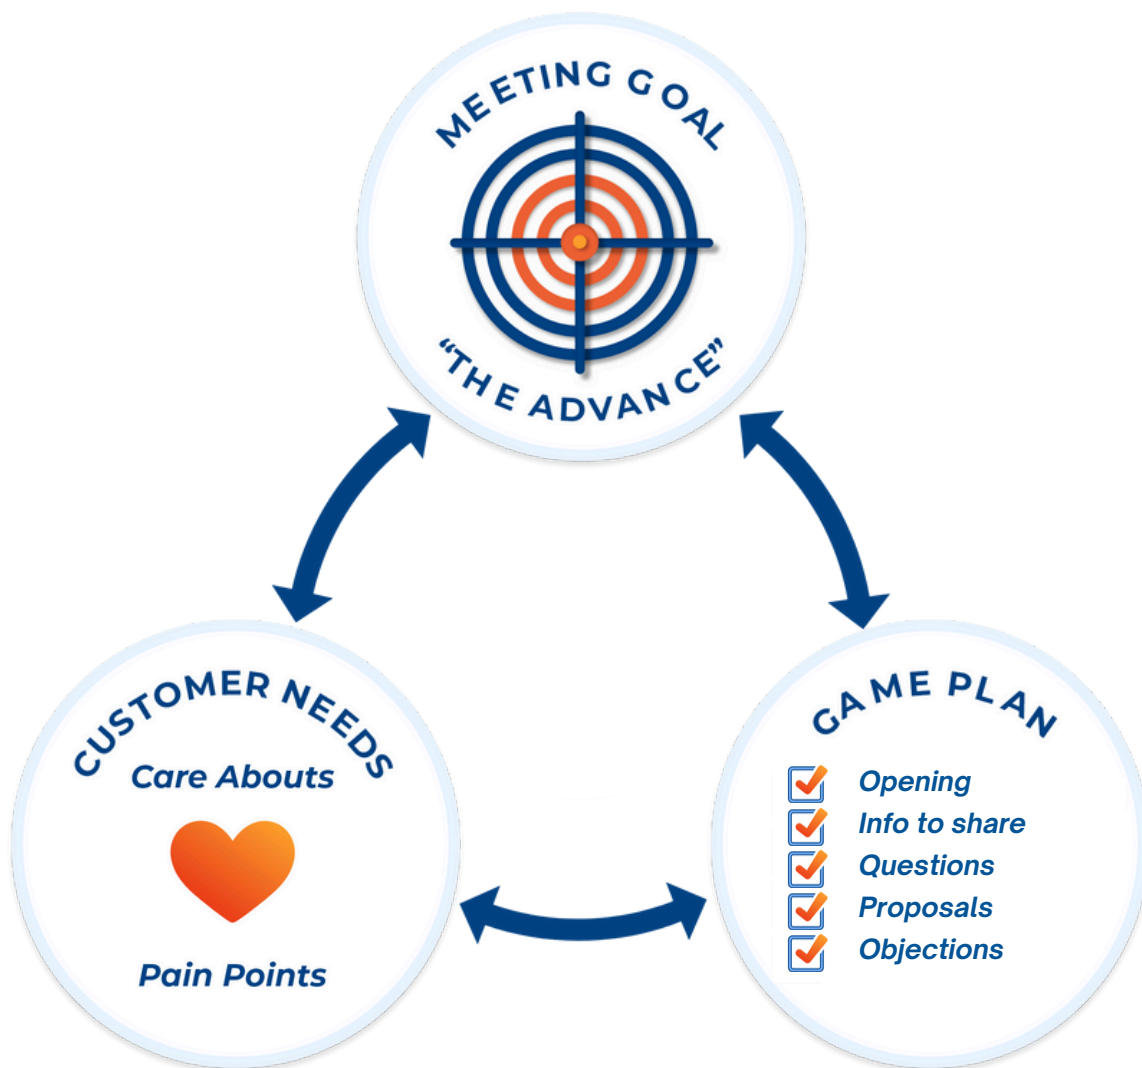 MEETING GOAL
“THE ADVANCE”
CUSTOMER NEEDS
Care Abouts
Pain Points
GAME PLAN
Opening
Info to share
Questions
Proposals
Objections